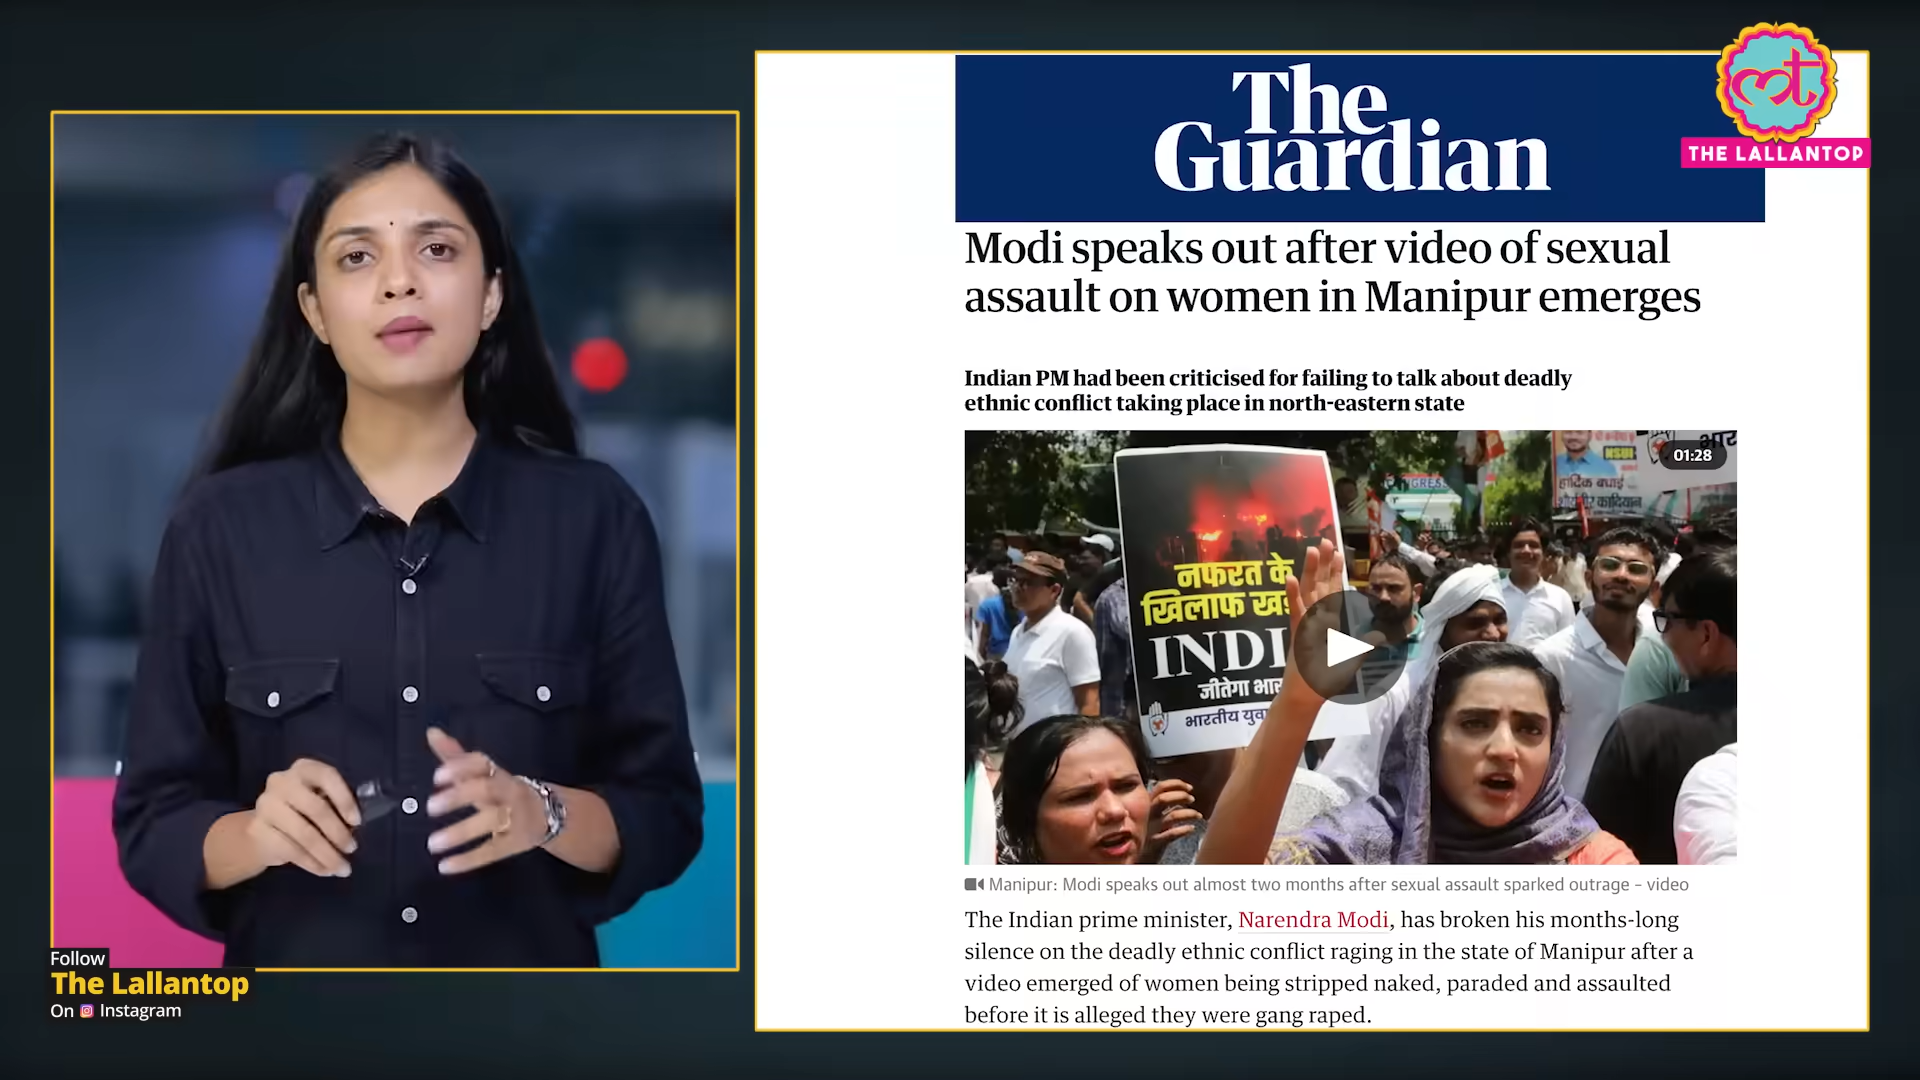 THE LALLANTOP
The
Guardian
Modi speaks out after video of sexual
assault on women in Manipur emerges
Indian PM had been criticised for failing to talk about deadly
ethnic conflict taking place in north-eastern state
01:28
NSUI
हार्दिक बधाई
नफरत के
खिलाफ
INDI
जीतेगा
भारतीय
Manipur: Modi speaks out almost two months after sexual assault sparked outrage – video
The Indian prime minister, Narendra Modi, has broken his months-long
silence on the deadly ethnic conflict raging in the state of Manipur after a
video emerged of women being stripped naked, paraded and assaulted
before it is alleged they were gang raped.
Follow
The Lallantop
On Instagram